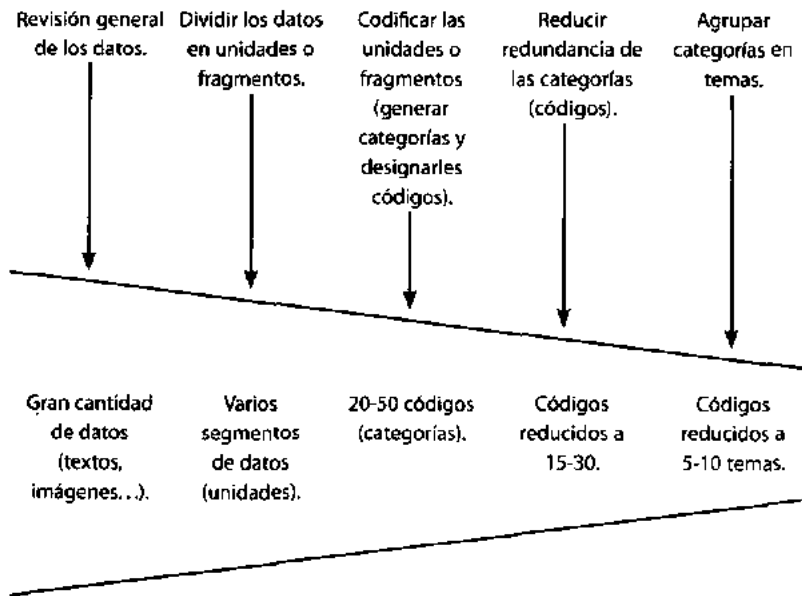 Revisión general
de los datos.
Dividir los datos
en unidades o
fragmentos.
Codificar las
unidades o
fragmentos
(generar
categorías y
designarles
códigos).
Reducir
redundancia de
las categorías
(códigos).
Agrupar
categorías en
temas.
Gran cantidad
de datos
(textos,
imágenes...).
Varios
segmentos
de datos
(unidades).
20-50 códigos
(categorías).
Códigos
reducidos a
15-30.
Códigos
reducidos a
5-10 temas.